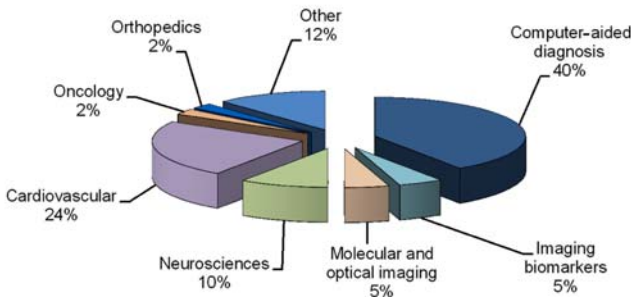 Orthopedics
2%
Other
12%
Computer-aided
diagnosis
40%
Oncology
2%
Cardiovascular
24%
Neurosciences
10%
Molecular and
optical imaging
5%
Imaging
biomarkers
5%